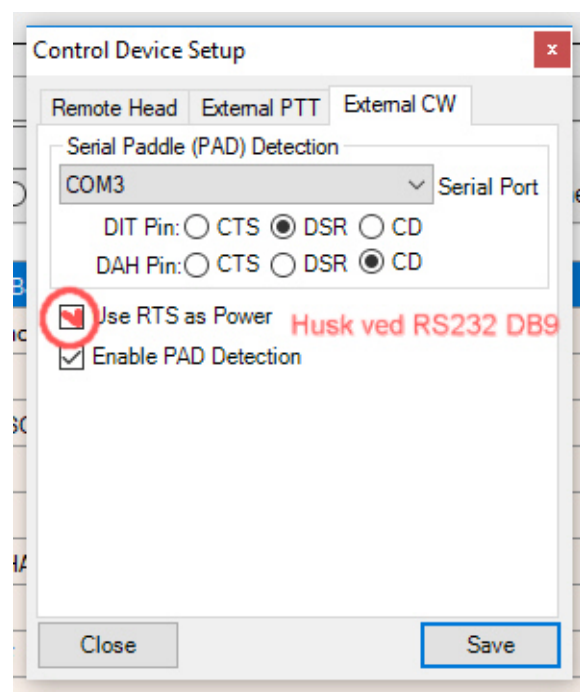 Control Device Setup
x
Remote Head External PTT External CW
Serial Paddle (PAD) Detection
COM3 Serial Port
DIT Pin: CTS DSR CD
DAH Pin: CTS DSR CD
Use RTS as Power Husk ved RS232 DB9
Enable PAD Detection
Close Save